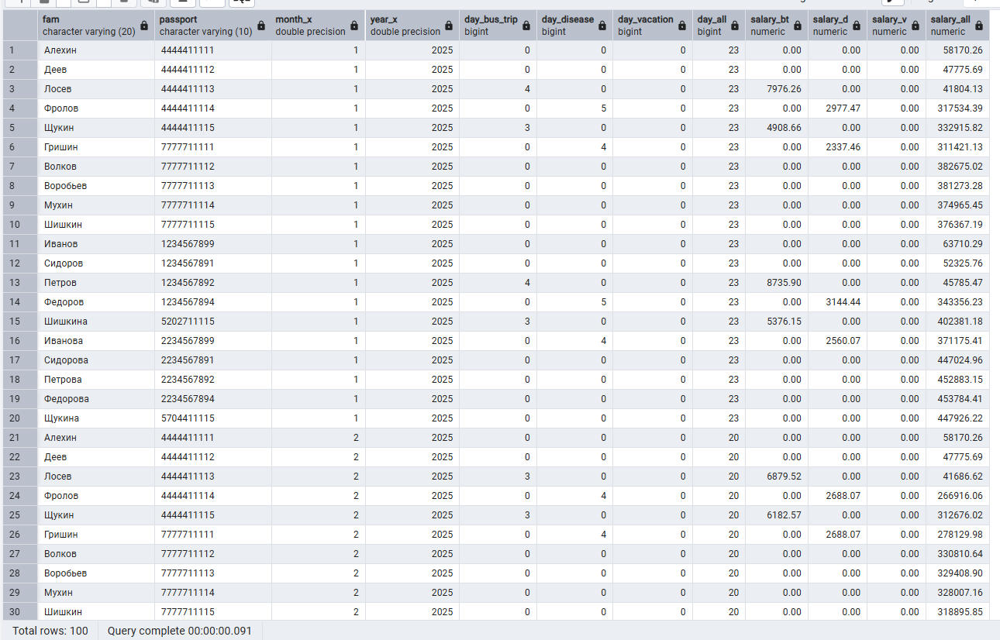 fam passport month_x year_x day_bus_trip day_disease day_vacation day_all salary_bt salary_d salary_v salary_all
character varying (20) character varying (10) double precision double precision bigint bigint bigint bigint numeric numeric numeric numeric
1 Алехин 4444411111 1 2025 0 0 0 23 0.00 0.00 0.00 58170.26
2 Деев 4444411112 1 2025 0 0 0 23 0.00 0.00 0.00 47775.69
3 Лосев 4444411113 1 2025 4 0 0 23 7976.26 0.00 0.00 41804.13
4 Фролов 4444411114 1 2025 0 5 0 23 0.00 2977.47 0.00 317534.39
5 Щукин 4444411115 1 2025 3 0 0 23 4908.66 0.00 0.00 332915.82
6 Гришин 7777711111 1 2025 0 4 0 23 0.00 2337.46 0.00 311421.13
7 Волков 7777711112 1 2025 0 0 0 23 0.00 0.00 0.00 382675.02
8 Воробьев 7777711113 1 2025 0 0 0 23 0.00 0.00 0.00 381273.28
9 Мухин 7777711114 1 2025 0 0 0 23 0.00 0.00 0.00 374965.45
10 Шишкин 7777711115 1 2025 0 0 0 23 0.00 0.00 0.00 376367.19
11 Иванов 1234567899 1 2025 0 0 0 23 0.00 0.00 0.00 63710.29
12 Сидоров 1234567891 1 2025 0 0 0 23 0.00 0.00 0.00 52325.76
13 Петров 1234567892 1 2025 4 0 0 23 8735.90 0.00 0.00 45785.47
14 Федоров 1234567894 1 2025 0 5 0 23 0.00 3144.44 0.00 343356.23
15 Шишкина 5202711115 1 2025 3 0 0 23 5376.15 0.00 0.00 402381.18
16 Иванова 2234567899 1 2025 0 4 0 23 0.00 2560.07 0.00 371175.41
17 Сидорова 2234567891 1 2025 0 0 0 23 0.00 0.00 0.00 447024.96
18 Петрова 2234567892 1 2025 0 0 0 23 0.00 0.00 0.00 452883.15
19 Федорова 2234567894 1 2025 0 0 0 23 0.00 0.00 0.00 453784.41
20 Щукина 5704411115 1 2025 0 0 0 23 0.00 0.00 0.00 447926.22
21 Алехин 4444411111 2 2025 0 0 0 20 0.00 0.00 0.00 58170.26
22 Деев 4444411112 2 2025 0 0 0 20 0.00 0.00 0.00 47775.69
23 Лосев 4444411113 2 2025 3 0 0 20 6879.52 0.00 0.00 41686.62
24 Фролов 4444411114 2 2025 0 4 0 20 0.00 2688.07 0.00 266916.06
25 Щукин 4444411115 2 2025 3 0 0 20 6182.57 0.00 0.00 312676.02
26 Гришин 7777711111 2 2025 0 4 0 20 0.00 2688.07 0.00 278129.98
27 Волков 7777711112 2 2025 0 0 0 20 0.00 0.00 0.00 330810.64
28 Воробьев 7777711113 2 2025 0 0 0 20 0.00 0.00 0.00 329408.90
29 Мухин 7777711114 2 2025 0 0 0 20 0.00 0.00 0.00 328007.16
30 Шишкин 7777711115 2 2025 0 0 0 20 0.00 0.00 0.00 318895.85
Total rows: 100 Query complete 00:00:00.091